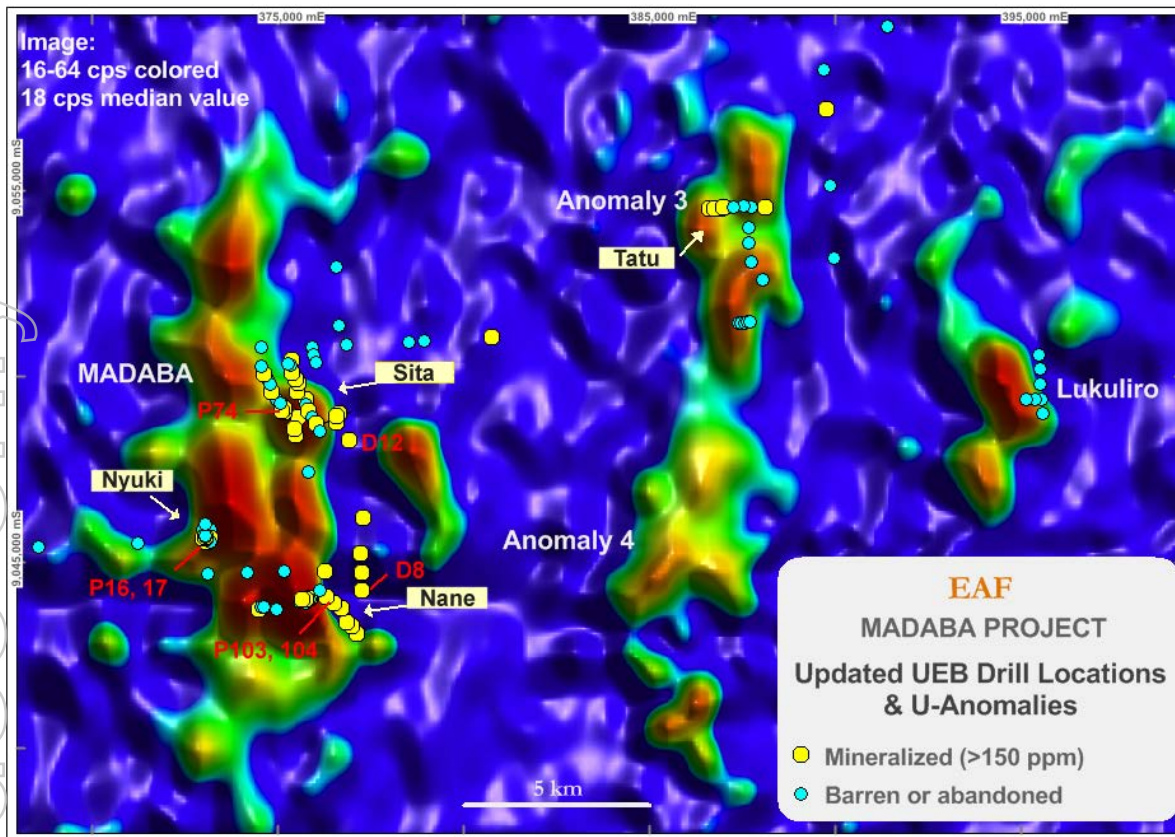 375,000 mE
385,000 mE
395,000 mE
Image:
16-64 cps colored
18 cps median value
9,055,000 mS
Anomaly 3
Tatu
MADABA
Sita
P74
D12
Lukuliro
Nyuki
Anomaly 4
9,045,000 mS
P16, 17
D8
Nane
P103, 104
EAF
MADABA PROJECT
Updated UEB Drill Locations
& U-Anomalies
Mineralized (>150 ppm)
Barren or abandoned
5 km